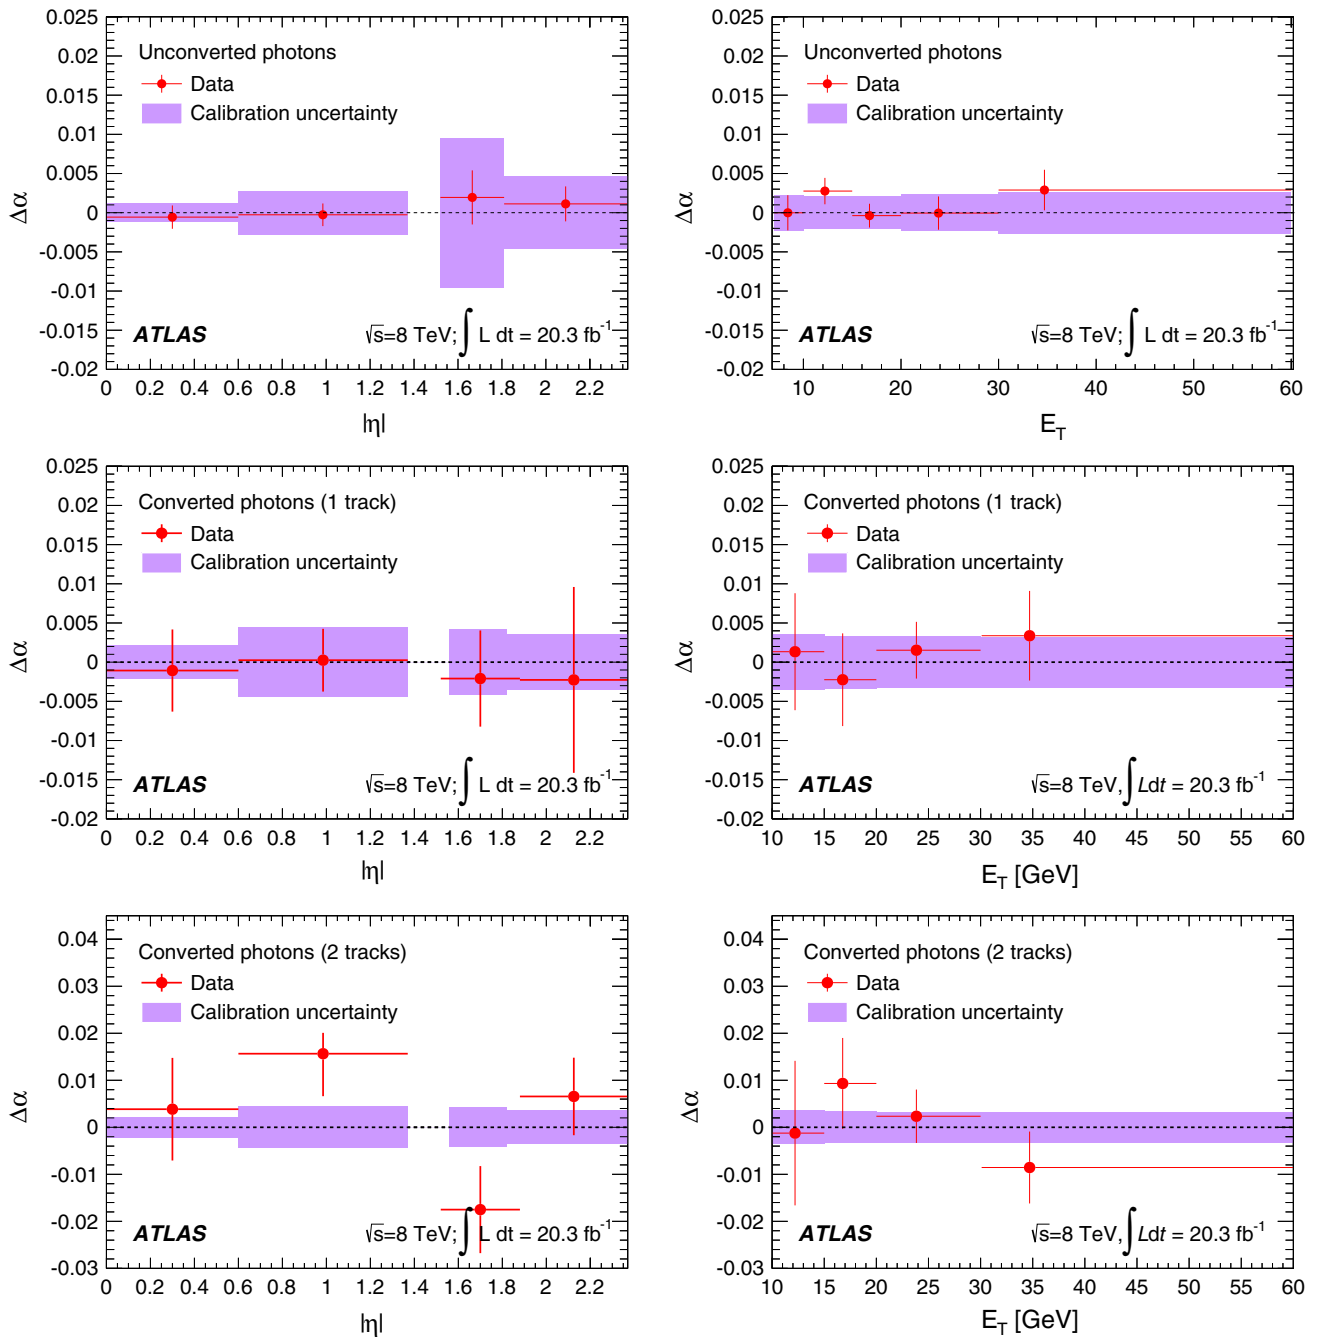 0.025
0.02
0.015
0.01
0.005
0
-0.005
-0.01
-0.015
-0.02
Δα
Unconverted photons
Data
Calibration uncertainty
ATLAS
√s=8 TeV; ∫ L dt = 20.3 fb⁻¹
0 0.2 0.4 0.6 0.8 1 1.2 1.4 1.6 1.8 2 2.2
|η|
0.025
0.02
0.015
0.01
0.005
0
-0.005
-0.01
-0.015
-0.02
Δα
Unconverted photons
Data
Calibration uncertainty
ATLAS
√s=8 TeV; ∫ L dt = 20.3 fb⁻¹
10 20 30 40 50 60
E_T
0.025
0.02
0.015
0.01
0.005
0
-0.005
-0.01
-0.015
-0.02
Δα
Converted photons (1 track)
Data
Calibration uncertainty
ATLAS
√s=8 TeV; ∫ L dt = 20.3 fb⁻¹
0 0.2 0.4 0.6 0.8 1 1.2 1.4 1.6 1.8 2 2.2
|η|
0.025
0.02
0.015
0.01
0.005
0
-0.005
-0.01
-0.015
-0.02
Δα
Converted photons (1 track)
Data
Calibration uncertainty
ATLAS
√s=8 TeV, ∫ Ldt = 20.3 fb⁻¹
10 15 20 25 30 35 40 45 50 55 60
E_T [GeV]
0.04
0.03
0.02
0.01
0
-0.01
-0.02
-0.03
Δα
Converted photons (2 tracks)
Data
Calibration uncertainty
ATLAS
√s=8 TeV; ∫ L dt = 20.3 fb⁻¹
0 0.2 0.4 0.6 0.8 1 1.2 1.4 1.6 1.8 2 2.2
|η|
0.04
0.03
0.02
0.01
0
-0.01
-0.02
-0.03
Δα
Converted photons (2 tracks)
Data
Calibration uncertainty
ATLAS
√s=8 TeV, ∫ Ldt = 20.3 fb⁻¹
10 15 20 25 30 35 40 45 50 55 60
E_T [GeV]